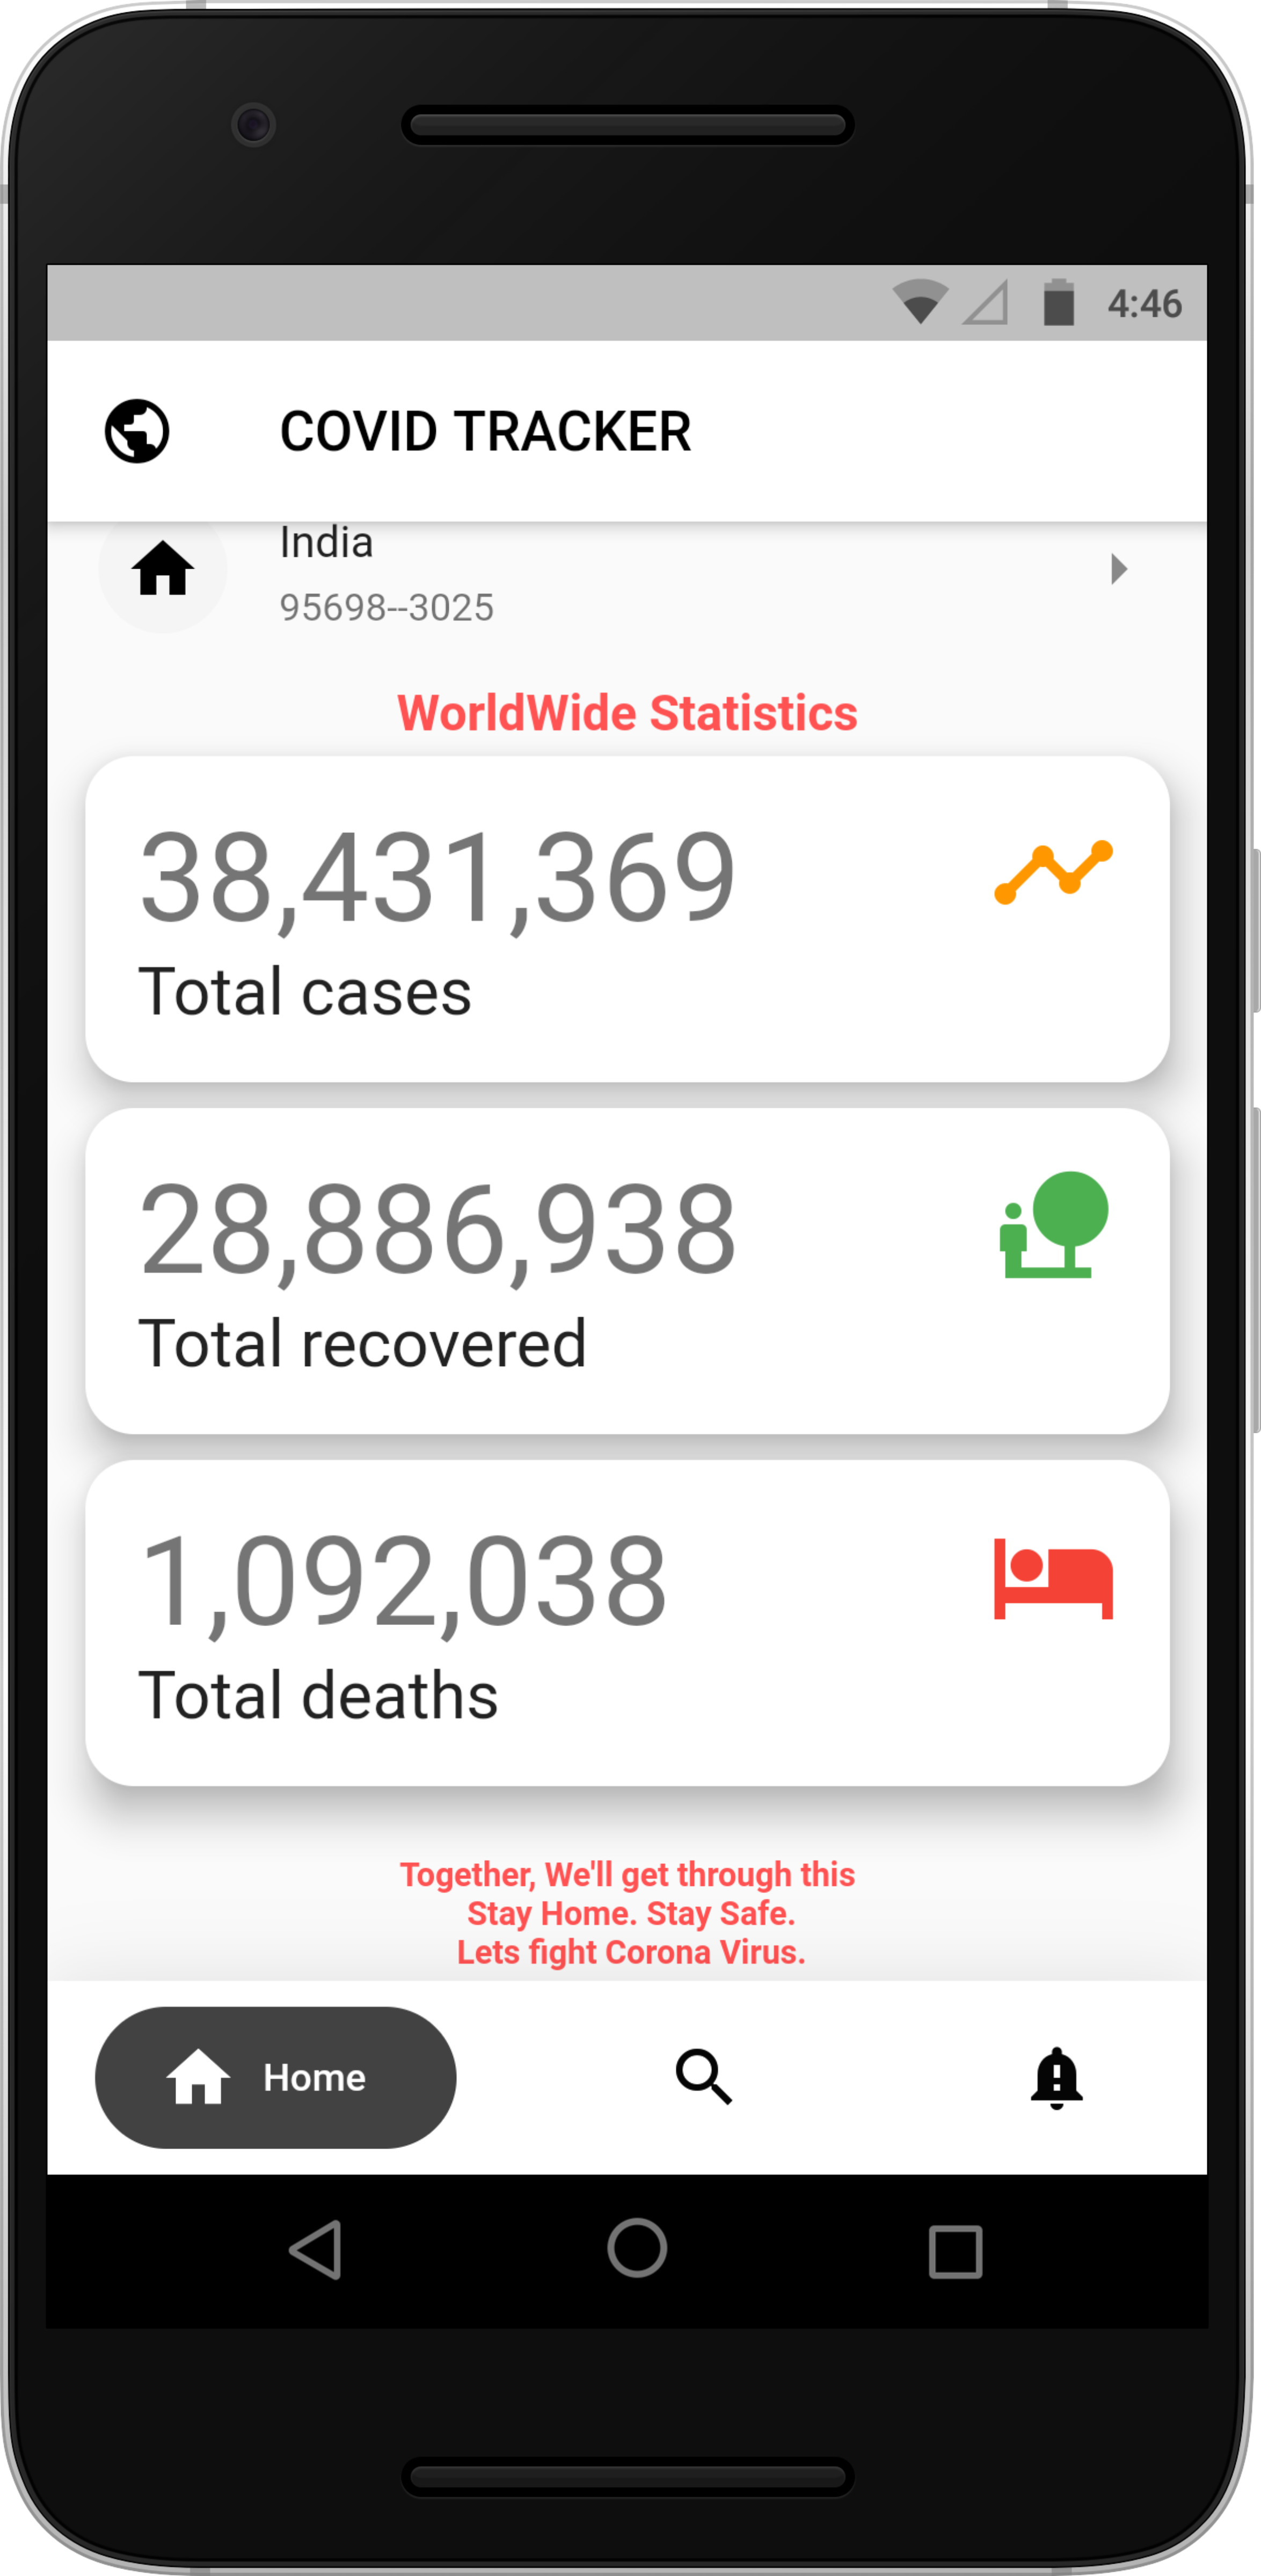 4:46
COVID TRACKER
India
95698--3025
WorldWide Statistics
38,431,369
Total cases
28,886,938
Total recovered
1,092,038
Total deaths
Together, We'll get through this
Stay Home. Stay Safe.
Lets fight Corona Virus.
Home